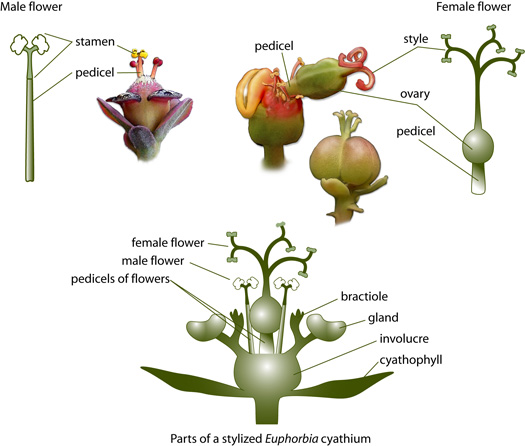 Male flower
Female flower
stamen
pedicel
pedicel
style
ovary
pedicel
female flower
male flower
pedicels of flowers
bractiole
gland
involucre
cyathophyll
Parts of a stylized Euphorbia cyathium